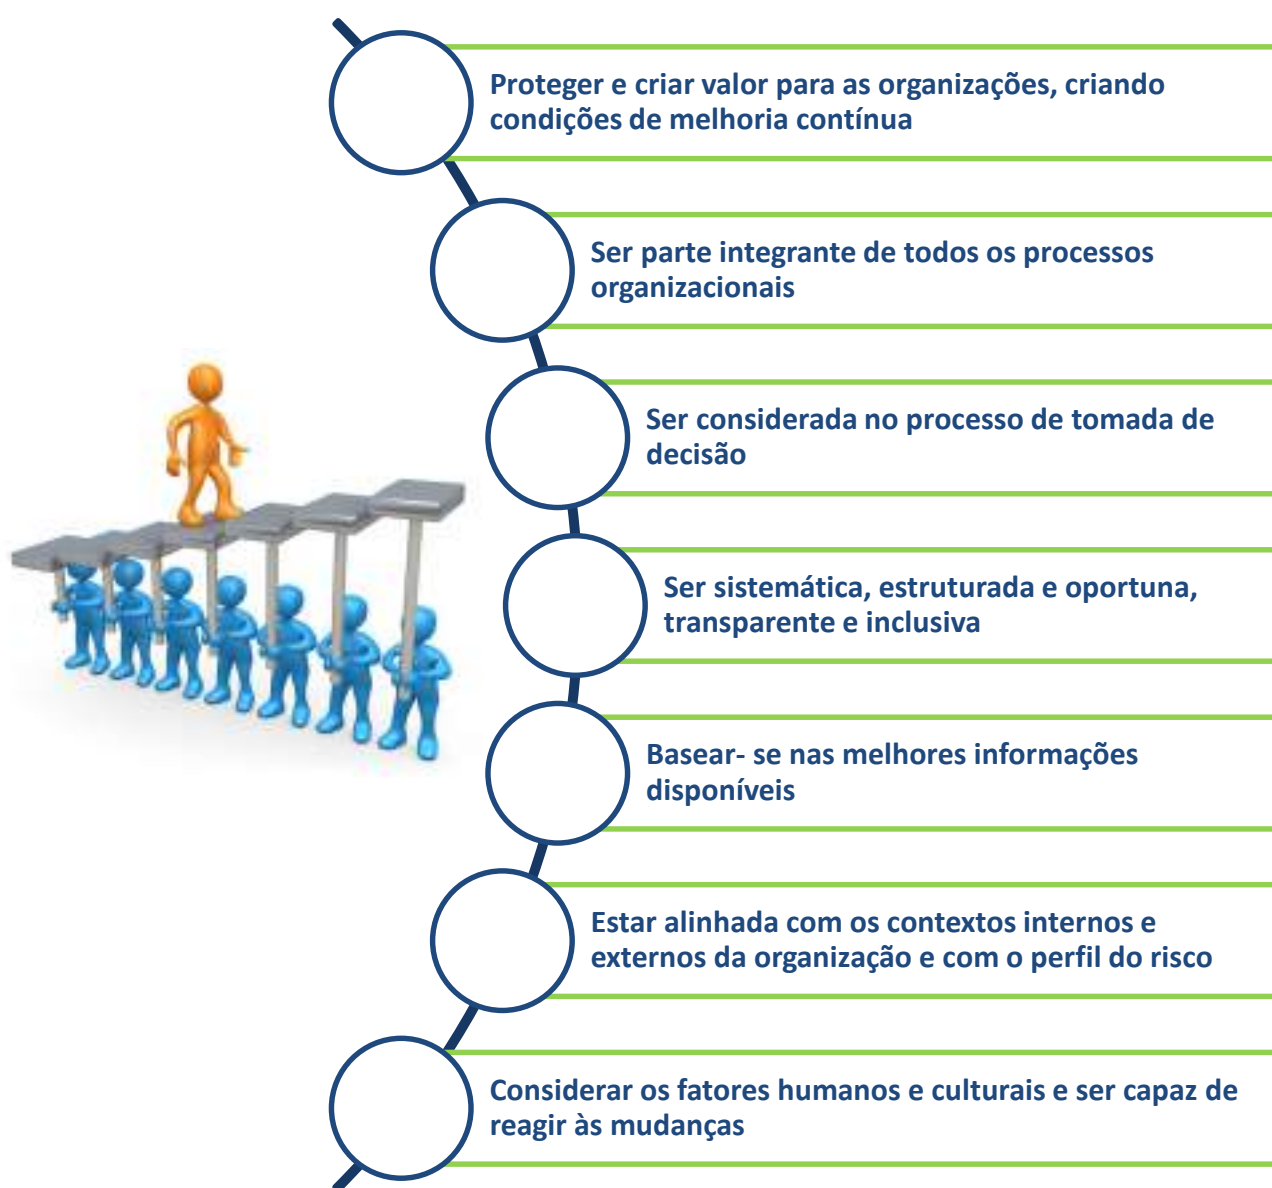 Proteger e criar valor para as organizações, criando
condições de melhoria contínua
Ser parte integrante de todos os processos
organizacionais
Ser considerada no processo de tomada de
decisão
Ser sistemática, estruturada e oportuna,
transparente e inclusiva
Basear- se nas melhores informações
disponíveis
Estar alinhada com os contextos internos e
externos da organização e com o perfil do risco
Considerar os fatores humanos e culturais e ser capaz de
reagir às mudanças